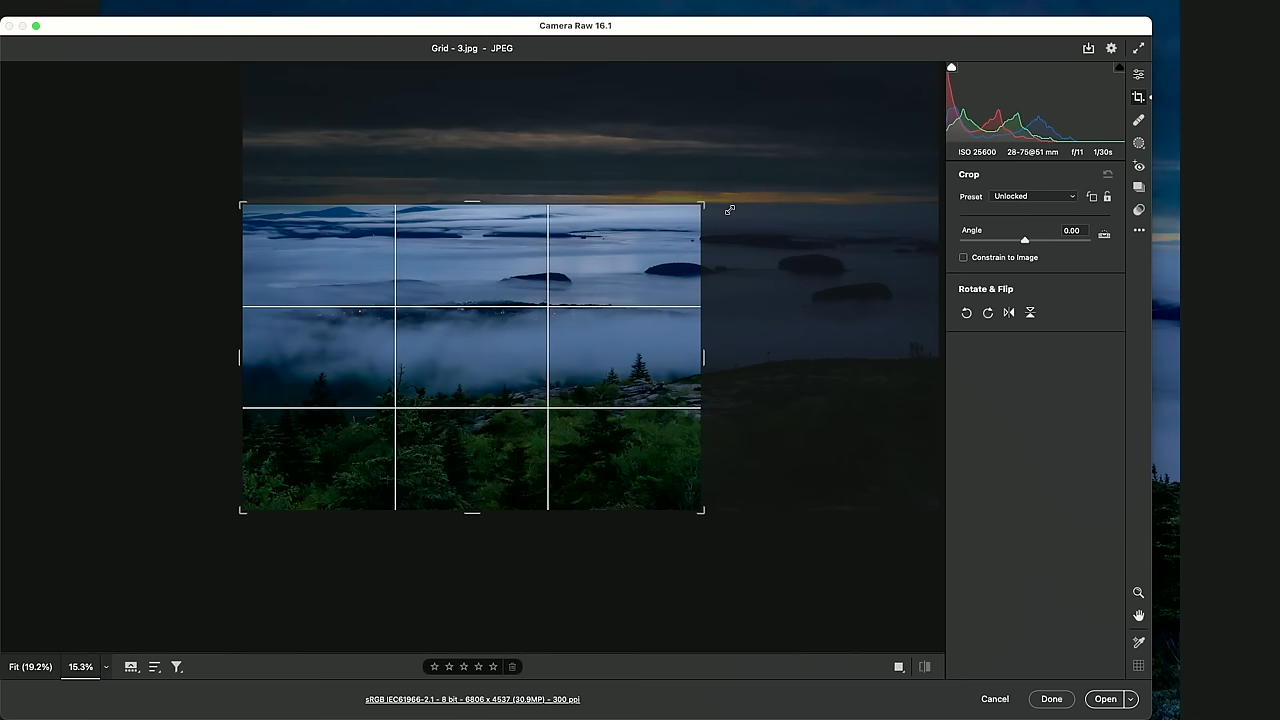 Camera Raw 16.1
Grid - 3.jpg - JPEG
ISO 25600 28-75@51 mm f/11 1/30s
Crop
Preset Unlocked
Angle 0.00
Constrain to Image
Rotate & Flip
Fit (19.2%) 15.3%
sRGB IEC61966-2.1 - 8 bit - 6806 x 4537 (30.9MP) - 300 ppi
Cancel Done Open